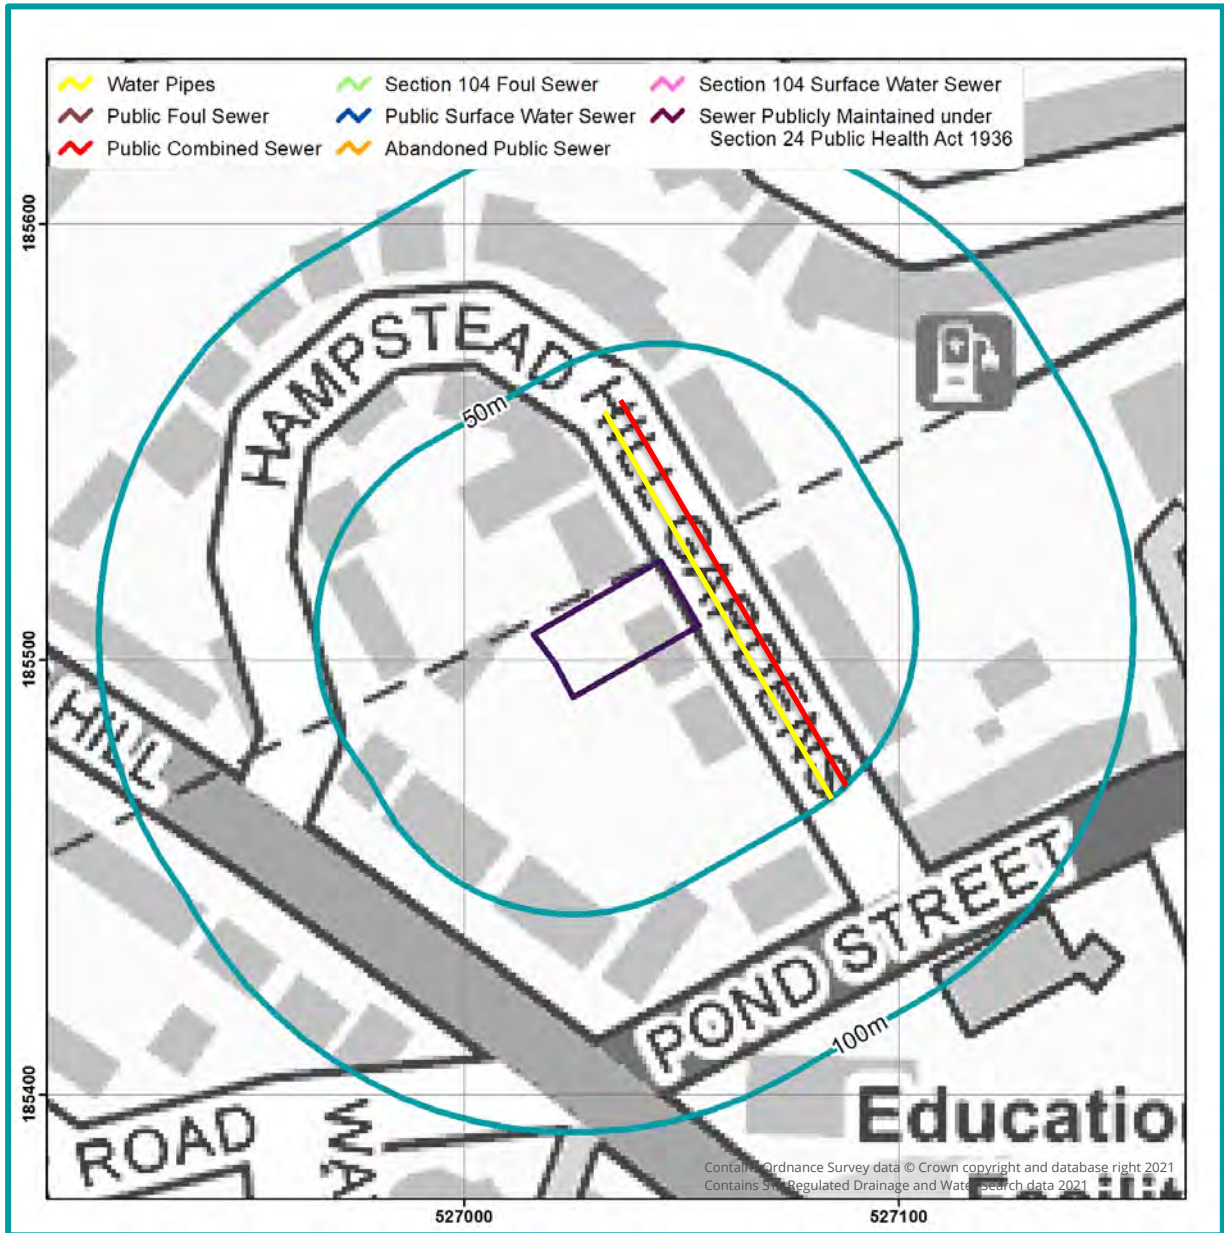 Water Pipes
Public Foul Sewer
Public Combined Sewer
Section 104 Foul Sewer
Public Surface Water Sewer
Abandoned Public Sewer
Section 104 Surface Water Sewer
Sewer Publicly Maintained under
Section 24 Public Health Act 1936
185600
185500
185400
HAMPSTEAD
HILL GARDENS
50m
HILL
POND STREET
100m
ROAD
Educatio
Contains Ordnance Survey data © Crown copyright and database right 2021
Contains Regulated Drainage and Water Search data 2021
527000
527100